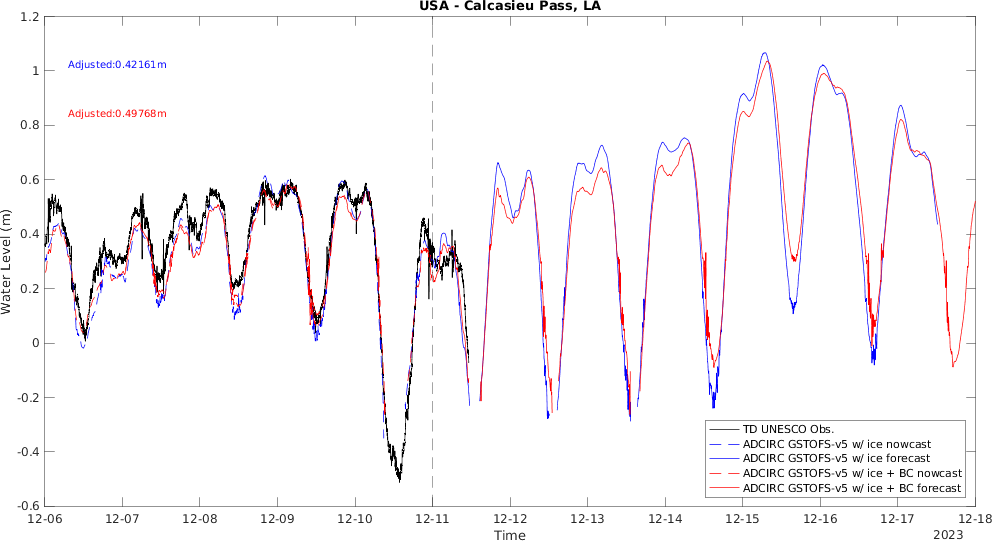 USA - Calcasieu Pass, LA
1.2
1
0.8
0.6
0.4
0.2
0
-0.2
-0.4
-0.6
Water Level (m)
Adjusted:0.42161m
Adjusted:0.49768m
TD UNESCO Obs.
ADCIRC GSTOFS-v5 w/ ice nowcast
ADCIRC GSTOFS-v5 w/ ice forecast
ADCIRC GSTOFS-v5 w/ ice + BC nowcast
ADCIRC GSTOFS-v5 w/ ice + BC forecast
12-06 12-07 12-08 12-09 12-10 12-11 12-12 12-13 12-14 12-15 12-16 12-17 12-18
Time
2023